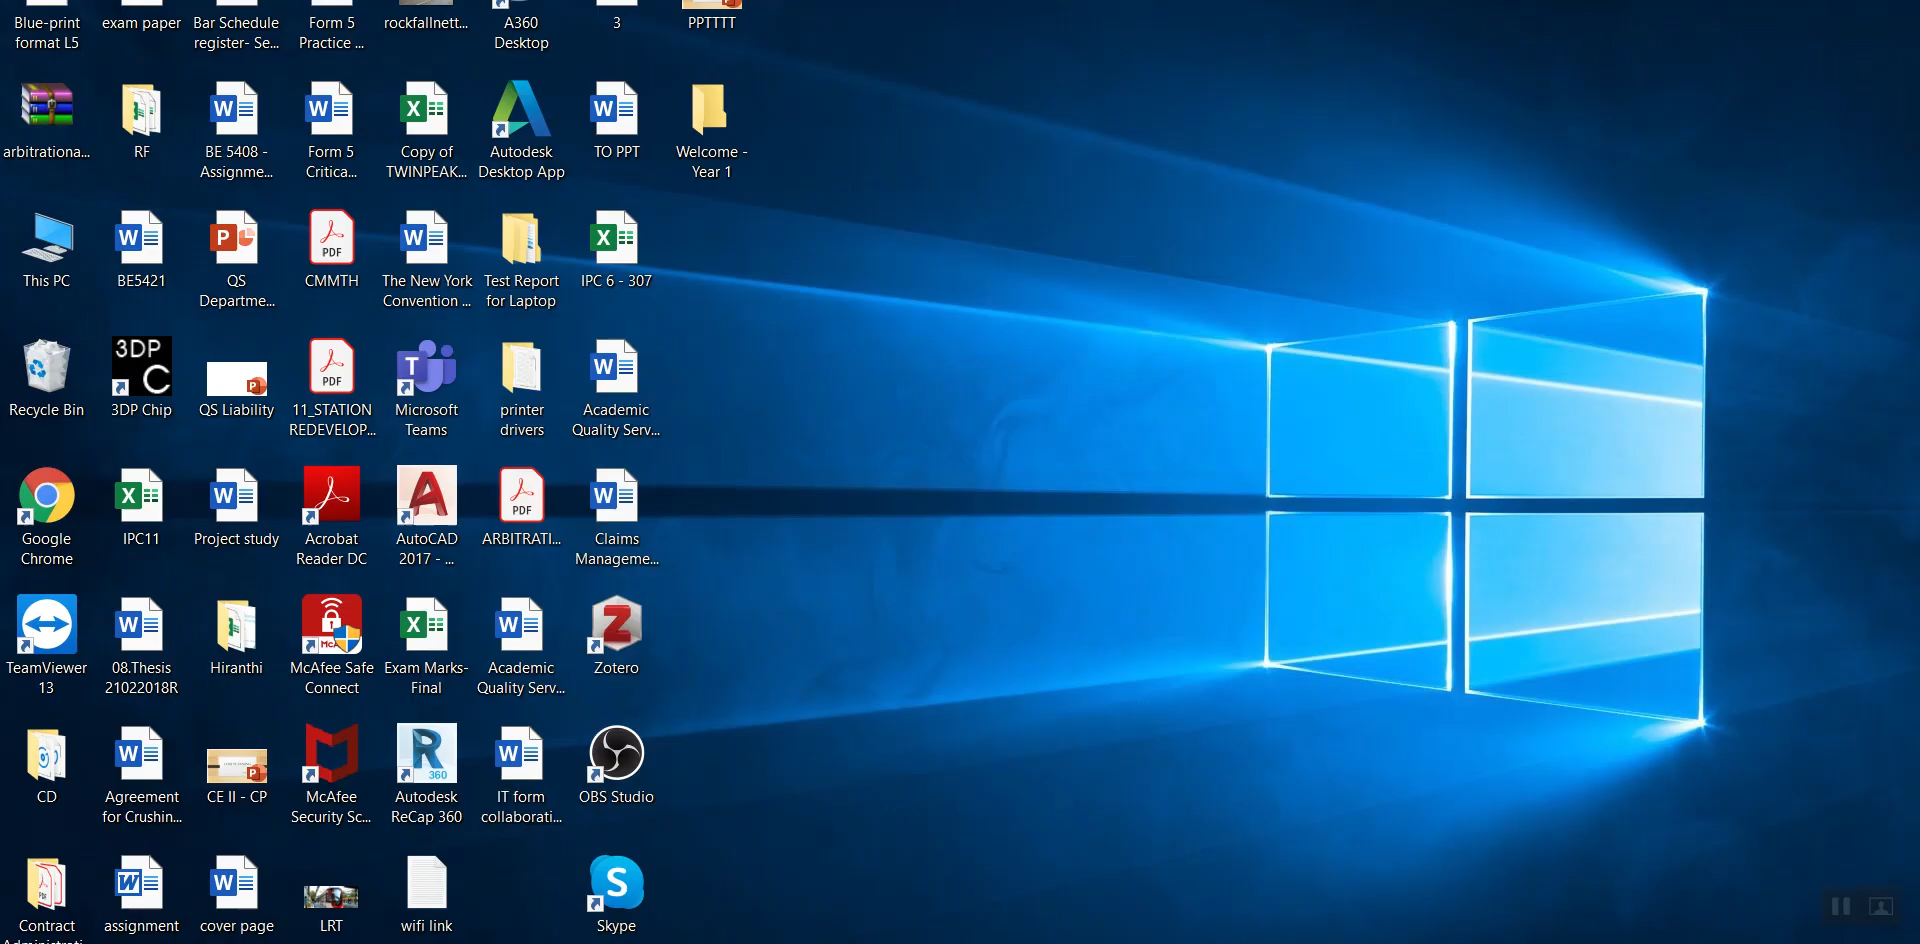 Blue-print
format L5
exam paper
Bar Schedule
register- Se...
Form 5
Practice ...
rockfallnett...
A360
Desktop
3
PPTTTT
arbitrationa...
RF
BE 5408 -
Assignme...
Form 5
Critica...
Copy of
TWINPEAK...
Autodesk
Desktop App
TO PPT
Welcome -
Year 1
This PC
BE5421
QS
Departme...
PDF
CMMTH
The New York
Convention ...
Test Report
for Laptop
IPC 6 - 307
Recycle Bin
3DP
C
3DP Chip
QS Liability
PDF
11_STATION
REDEVELOP...
Microsoft
Teams
printer
drivers
Academic
Quality Serv...
Google
Chrome
IPC11
Project study
Acrobat
Reader DC
AutoCAD
2017 - ...
PDF
ARBITRATI...
Claims
Manageme...
TeamViewer
13
08.Thesis
21022018R
Hiranthi
McAfee Safe
Connect
Exam Marks-
Final
Academic
Quality Serv...
Zotero
CD
Agreement
for Crushin...
CE II - CP
McAfee
Security Sc...
R
360
Autodesk
ReCap 360
IT form
collaborati...
OBS Studio
Contract
assignment
cover page
LRT
wifi link
Skype